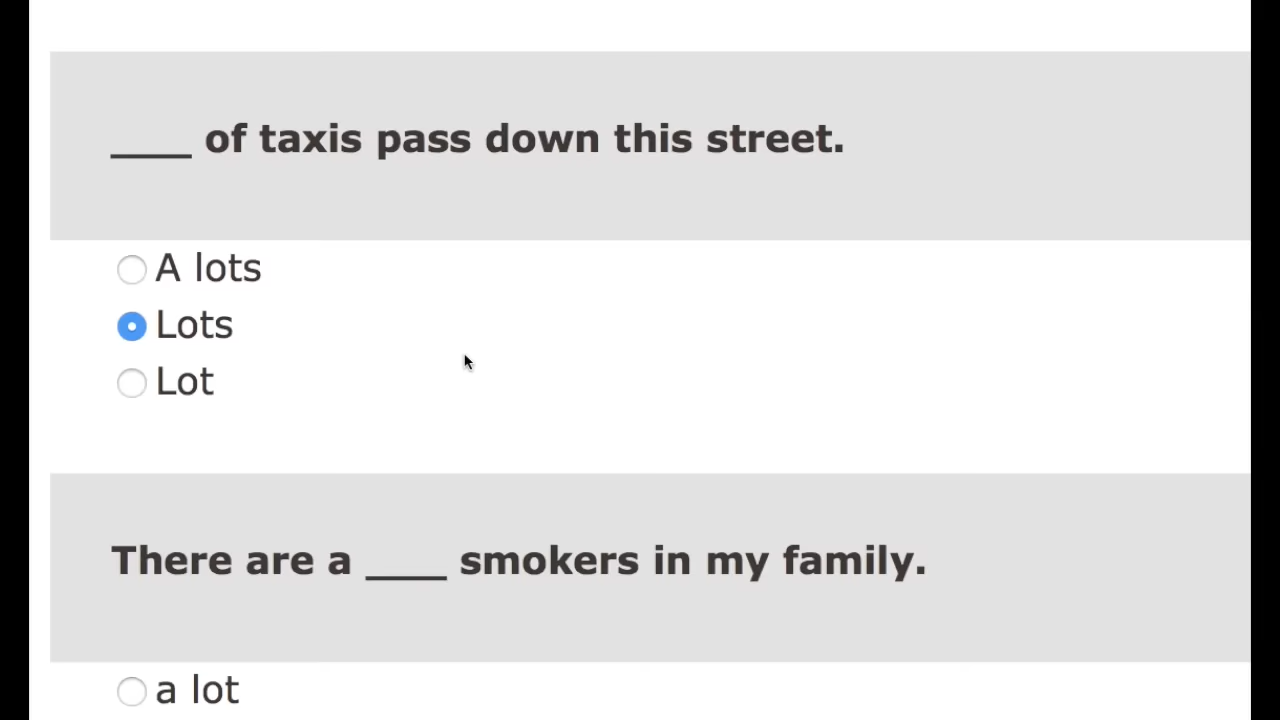 ____ of taxis pass down this street.
A lots
Lots
Lot
There are a ____ smokers in my family.
a lot